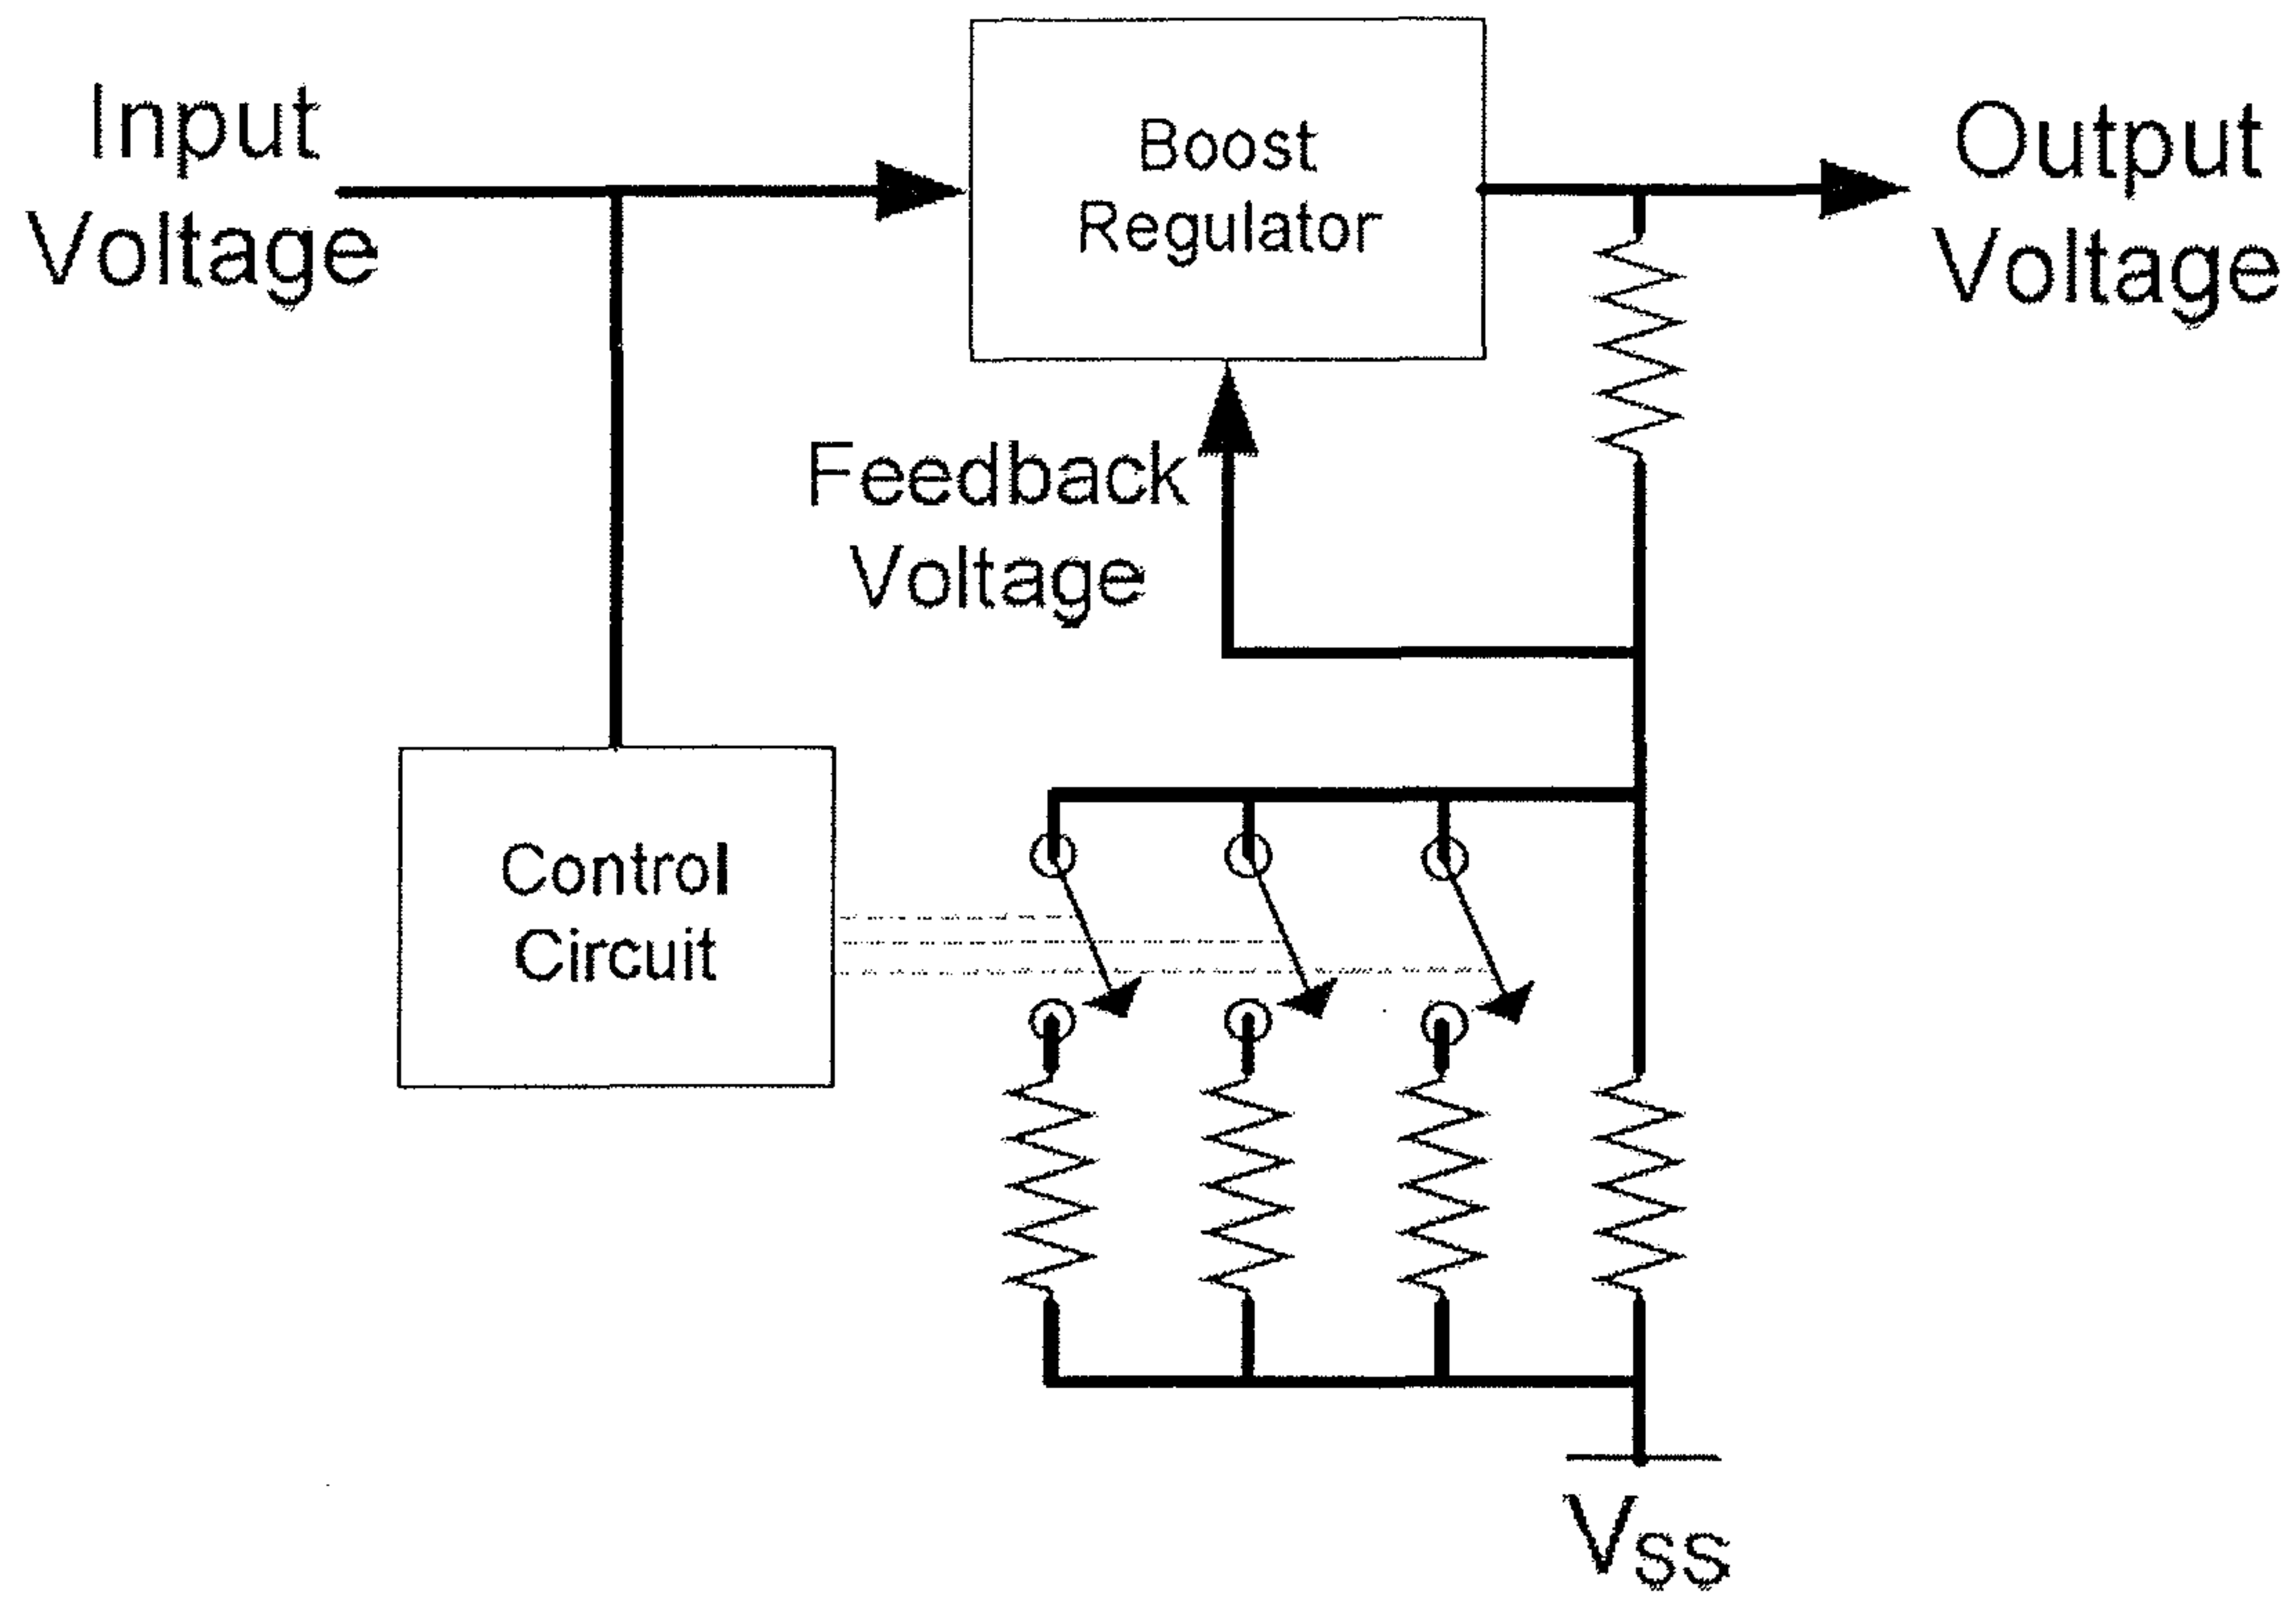 Input
Voltage
Boost
Regulator
Output
Voltage
Feedback
Voltage
Control
Circuit
VSS